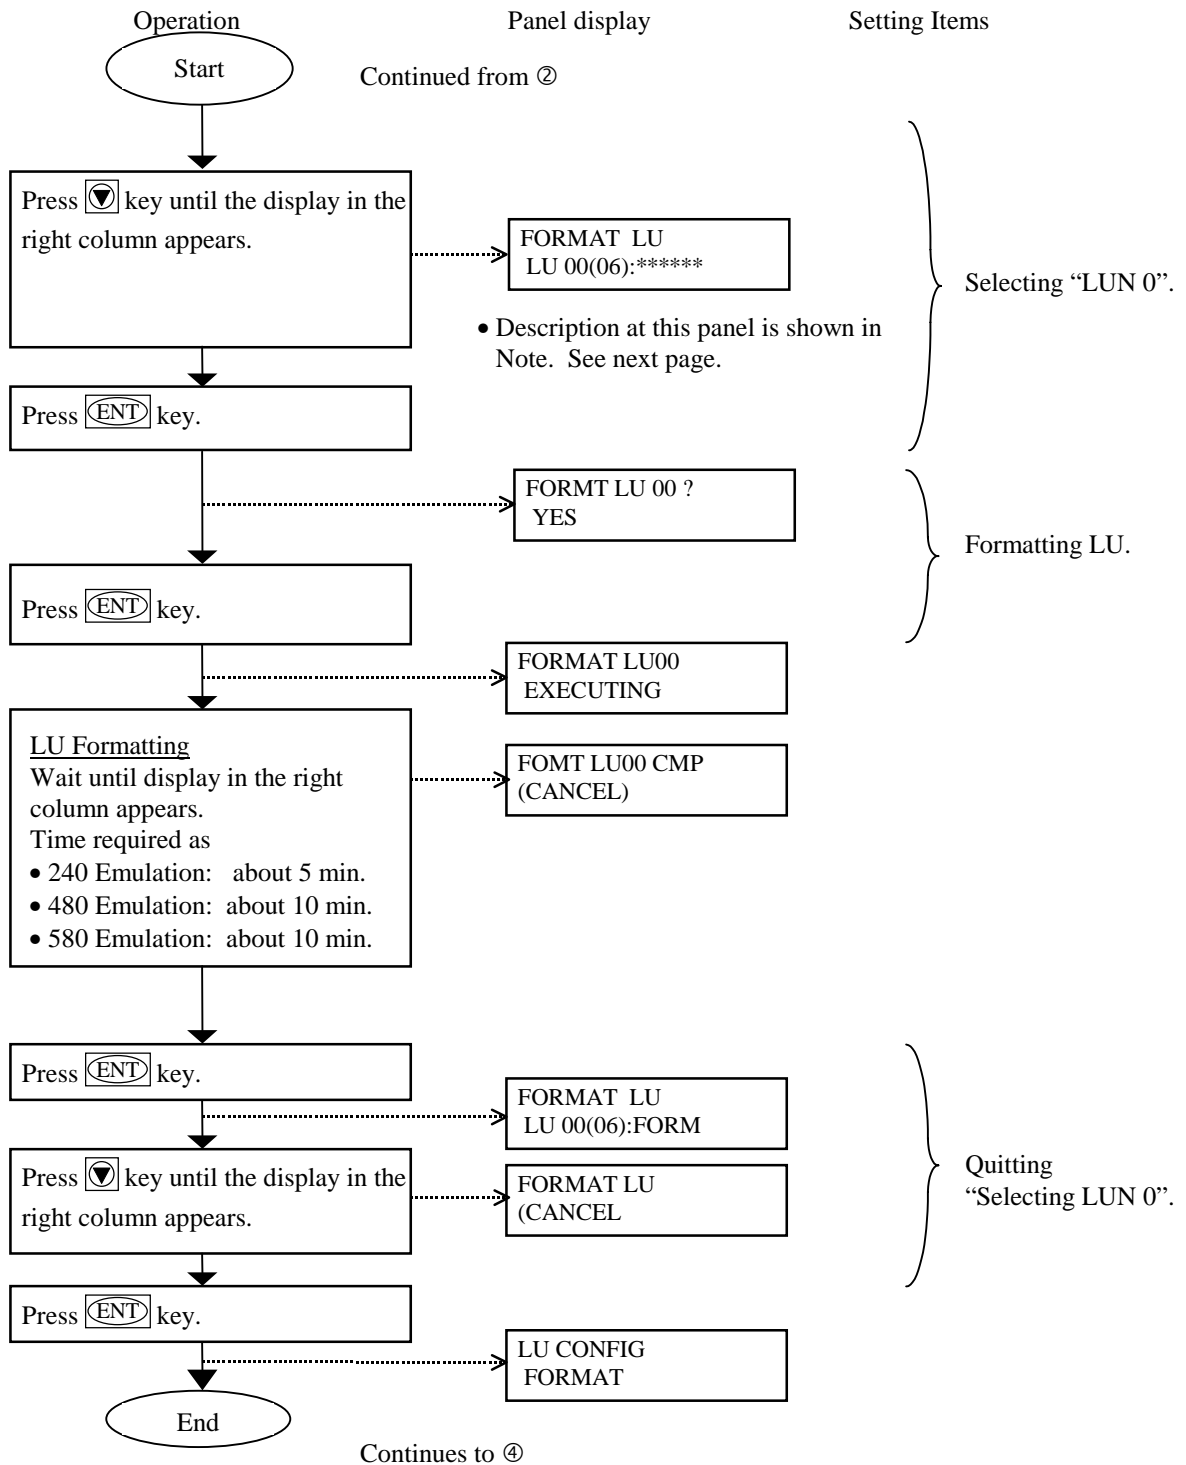 Operation Panel display Setting Items
Start
Continued from ②
Press ▼ key until the display in the
right column appears.
FORMAT LU
LU 00(06):******
Selecting “LUN 0”.
• Description at this panel is shown in
Note. See next page.
Press ENT key.
FORMT LU 00 ?
YES
Formatting LU.
Press ENT key.
FORMAT LU00
EXECUTING
LU Formatting
Wait until display in the right
column appears.
Time required as
• 240 Emulation: about 5 min.
• 480 Emulation: about 10 min.
• 580 Emulation: about 10 min.
FOMT LU00 CMP
(CANCEL)
Press ENT key.
FORMAT LU
LU 00(06):FORM
Press ▼ key until the display in the
right column appears.
FORMAT LU
(CANCEL
Quitting
“Selecting LUN 0”.
Press ENT key.
LU CONFIG
FORMAT
End
Continues to ④